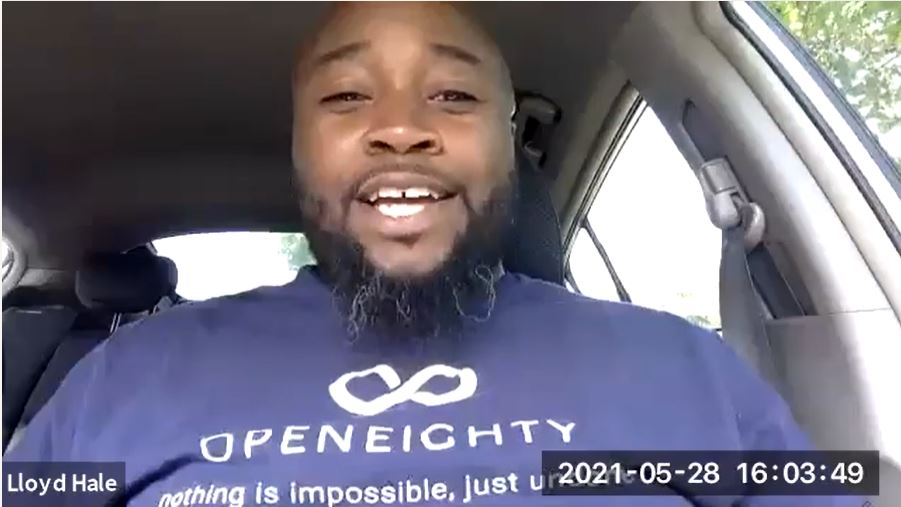 OPENEIGHTY
nothing is impossible, just
Lloyd Hale
2021-05-28 16:03:49